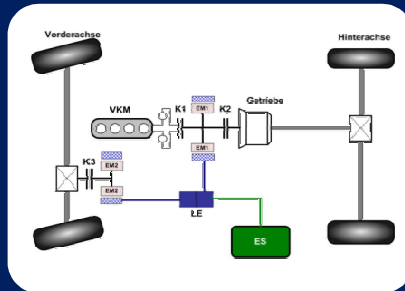 Vorderachse
Hinterachse
VKM
K1
EM1
K2
Getriebe
EM1
K3
EM2
EM2
LE
ES